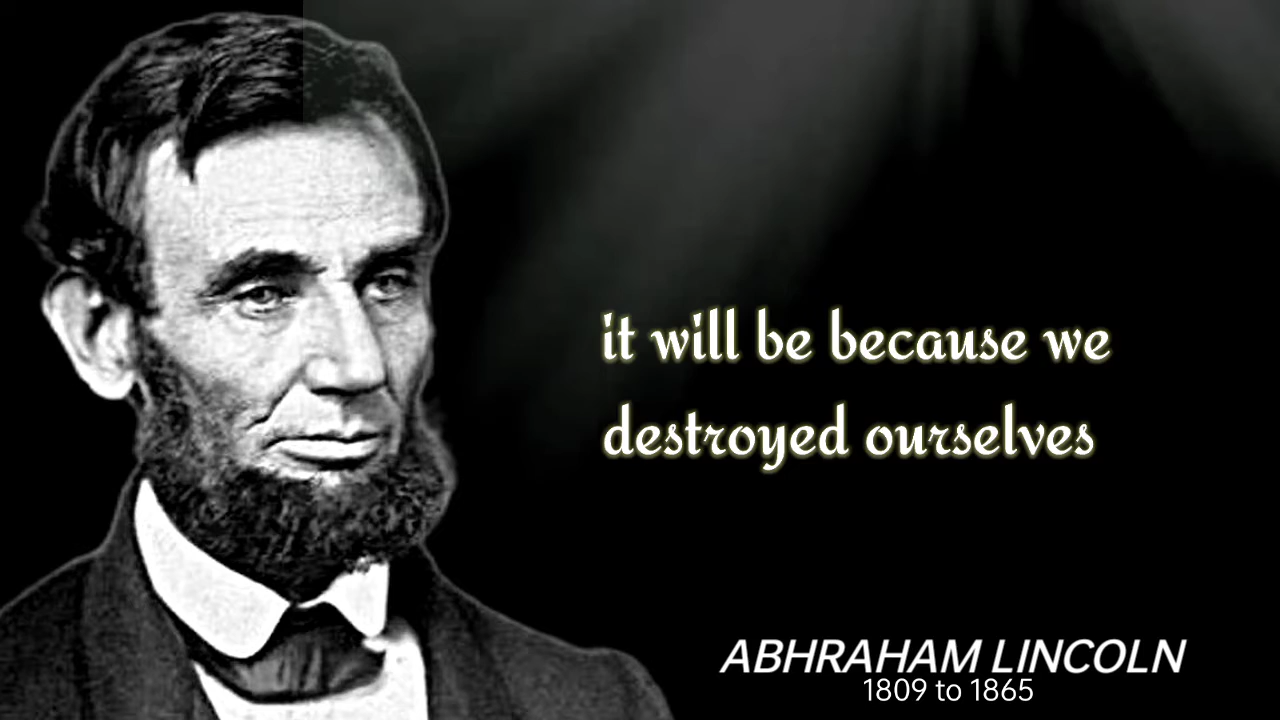 it will be because we
destroyed ourselves
ABHRAHAM LINCOLN
1809 to 1865